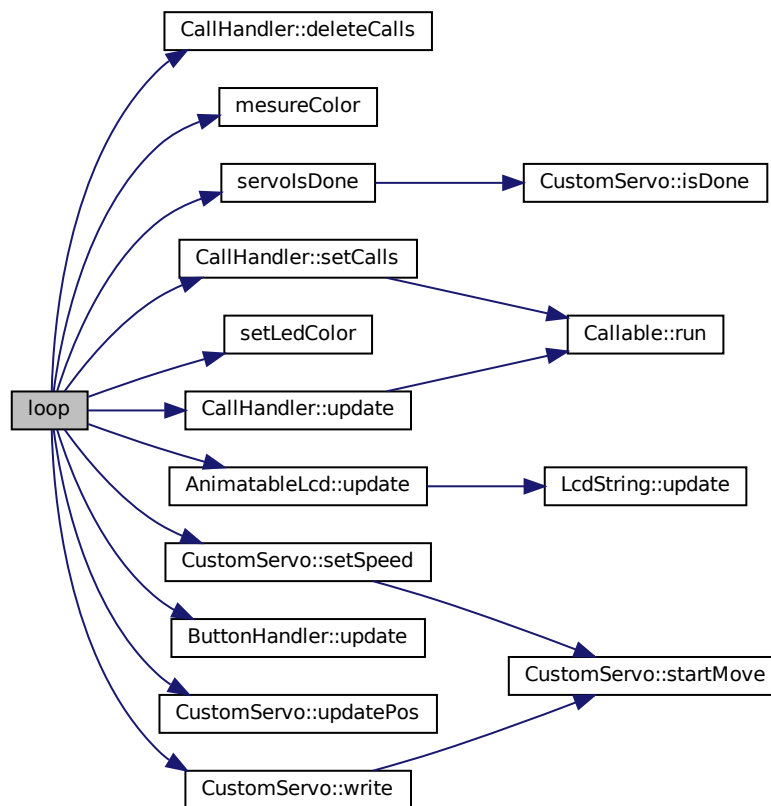 CallHandler::deleteCalls
mesureColor
servoIsDone
CustomServo::isDone
CallHandler::setCalls
setLedColor
Callable::run
loop
CallHandler::update
AnimatableLcd::update
LcdString::update
CustomServo::setSpeed
ButtonHandler::update
CustomServo::startMove
CustomServo::updatePos
CustomServo::write